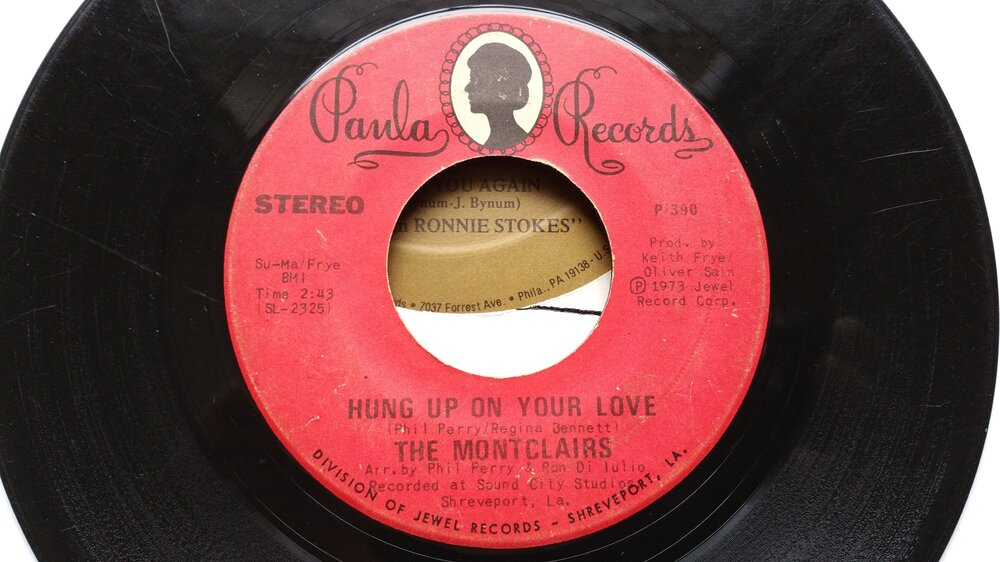 Paula Records
STEREO
P-390
Su-Ma/Frye
BMI
Time 2:43
(SL-2325)
Prod. by
Keith Frye/
Oliver Sain
Ⓟ 1973 Jewel
Record Corp.
YOU AGAIN
num-J. Bynum)
RONNIE STOKES"
ds • 7037 Forrest Ave. • Phila., PA 19138 - U.S.
HUNG UP ON YOUR LOVE
(Phil Perry/Regina Bennett)
THE MONTCLAIRS
Arr. by Phil Perry & Ron Di Iulio
Recorded at Sound City Studios
Shreveport, La.
DIVISION OF JEWEL RECORDS - SHREVEPORT, LA.